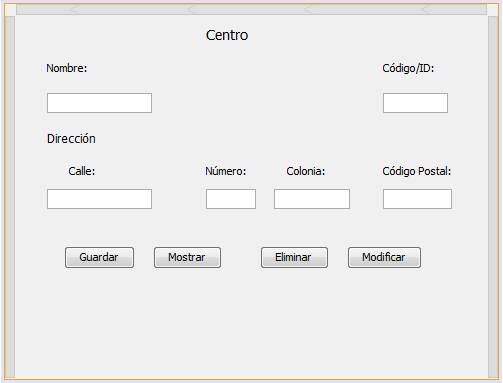 Centro
Nombre: Código/ID:
Dirección
Calle: Número: Colonia: Código Postal:
Guardar Mostrar Eliminar Modificar